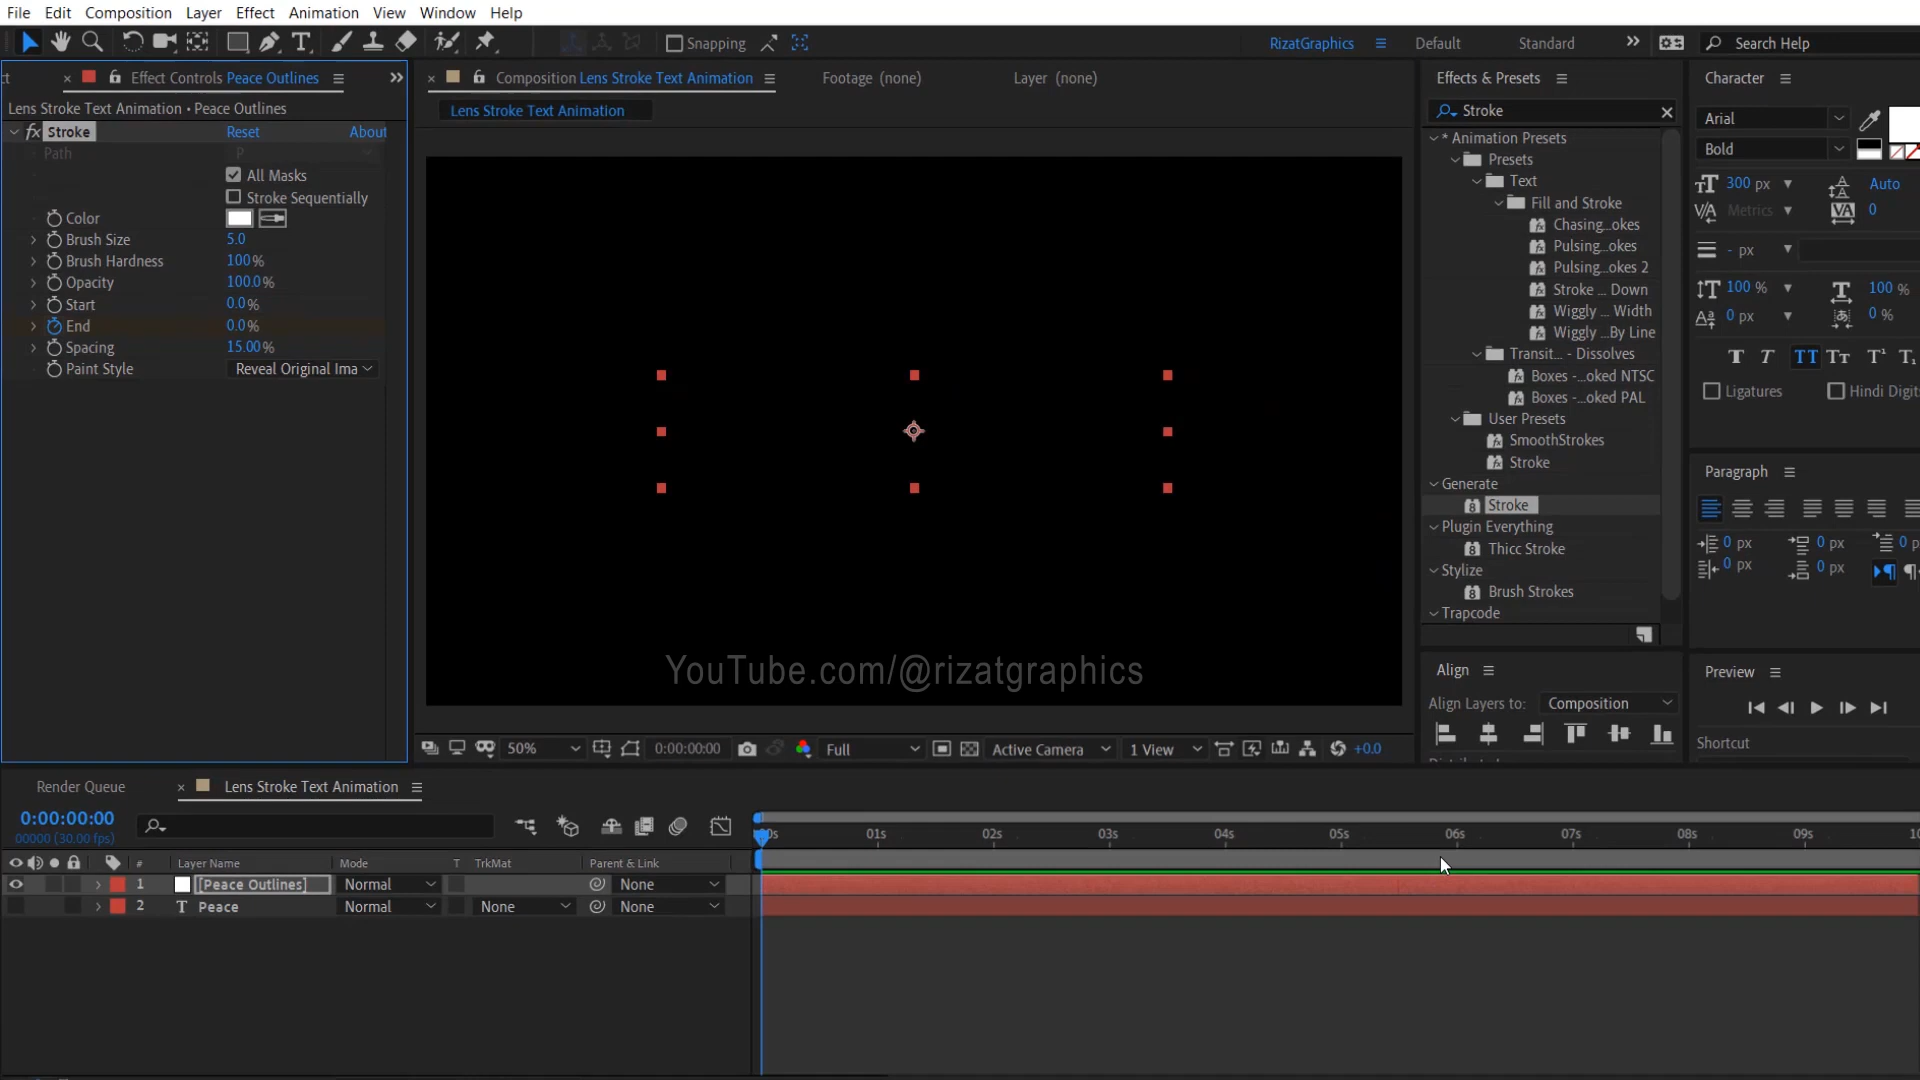 File Edit Composition Layer Effect Animation View Window Help
Snapping
RizatGraphics Default Standard Search Help
Effect Controls Peace Outlines
Lens Stroke Text Animation • Peace Outlines
fx Stroke Reset About
Path P
All Masks
Stroke Sequentially
Color
Brush Size 5.0
Brush Hardness 100%
Opacity 100.0%
Start 0.0%
End 0.0%
Spacing 15.00%
Paint Style Reveal Original Ima
Composition Lens Stroke Text Animation Footage (none) Layer (none)
Lens Stroke Text Animation
YouTube.com/@rizatgraphics
50% 0:00:00:00 Full Active Camera 1 View +0.0
Effects & Presets
Stroke
* Animation Presets
Presets
Text
Fill and Stroke
Chasing...okes
Pulsing...okes
Pulsing...okes 2
Stroke ... Down
Wiggly ... Width
Wiggly ...By Line
Transit... - Dissolves
Boxes -...oked NTSC
Boxes -...oked PAL
User Presets
SmoothStrokes
Stroke
Generate
Stroke
Plugin Everything
Thicc Stroke
Stylize
Brush Strokes
Trapcode
Align
Align Layers to: Composition
Character
Arial
Bold
300 px Auto
Metrics 0
- px
100 % 100 %
0 px 0 %
Ligatures Hindi Digit
Paragraph
0 px 0 px 0 p
0 px 0 px
Preview
Shortcut
Render Queue Lens Stroke Text Animation
0:00:00:00
00000 (30.00 fps)
00s 01s 02s 03s 04s 05s 06s 07s 08s 09s 10
# Layer Name Mode T TrkMat Parent & Link
1 [Peace Outlines] Normal None
2 T Peace Normal None None